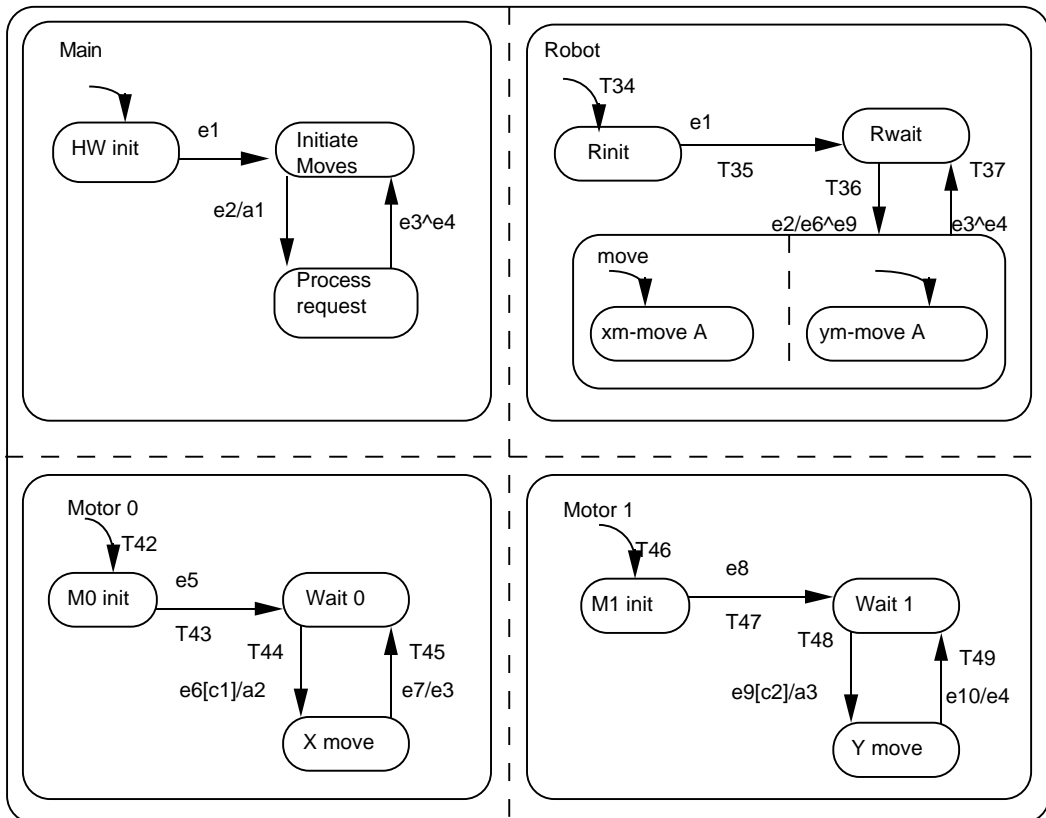 Main
HW init
e1
Initiate
Moves
e2/a1
e3^e4
Process
request
Robot
T34
Rinit
e1
T35
Rwait
T36
T37
e2/e6^e9
e3^e4
move
xm-move A
ym-move A
Motor 0
T42
M0 init
e5
T43
Wait 0
T44
T45
e6[c1]/a2
e7/e3
X move
Motor 1
T46
M1 init
e8
T47
Wait 1
T48
T49
e9[c2]/a3
e10/e4
Y move